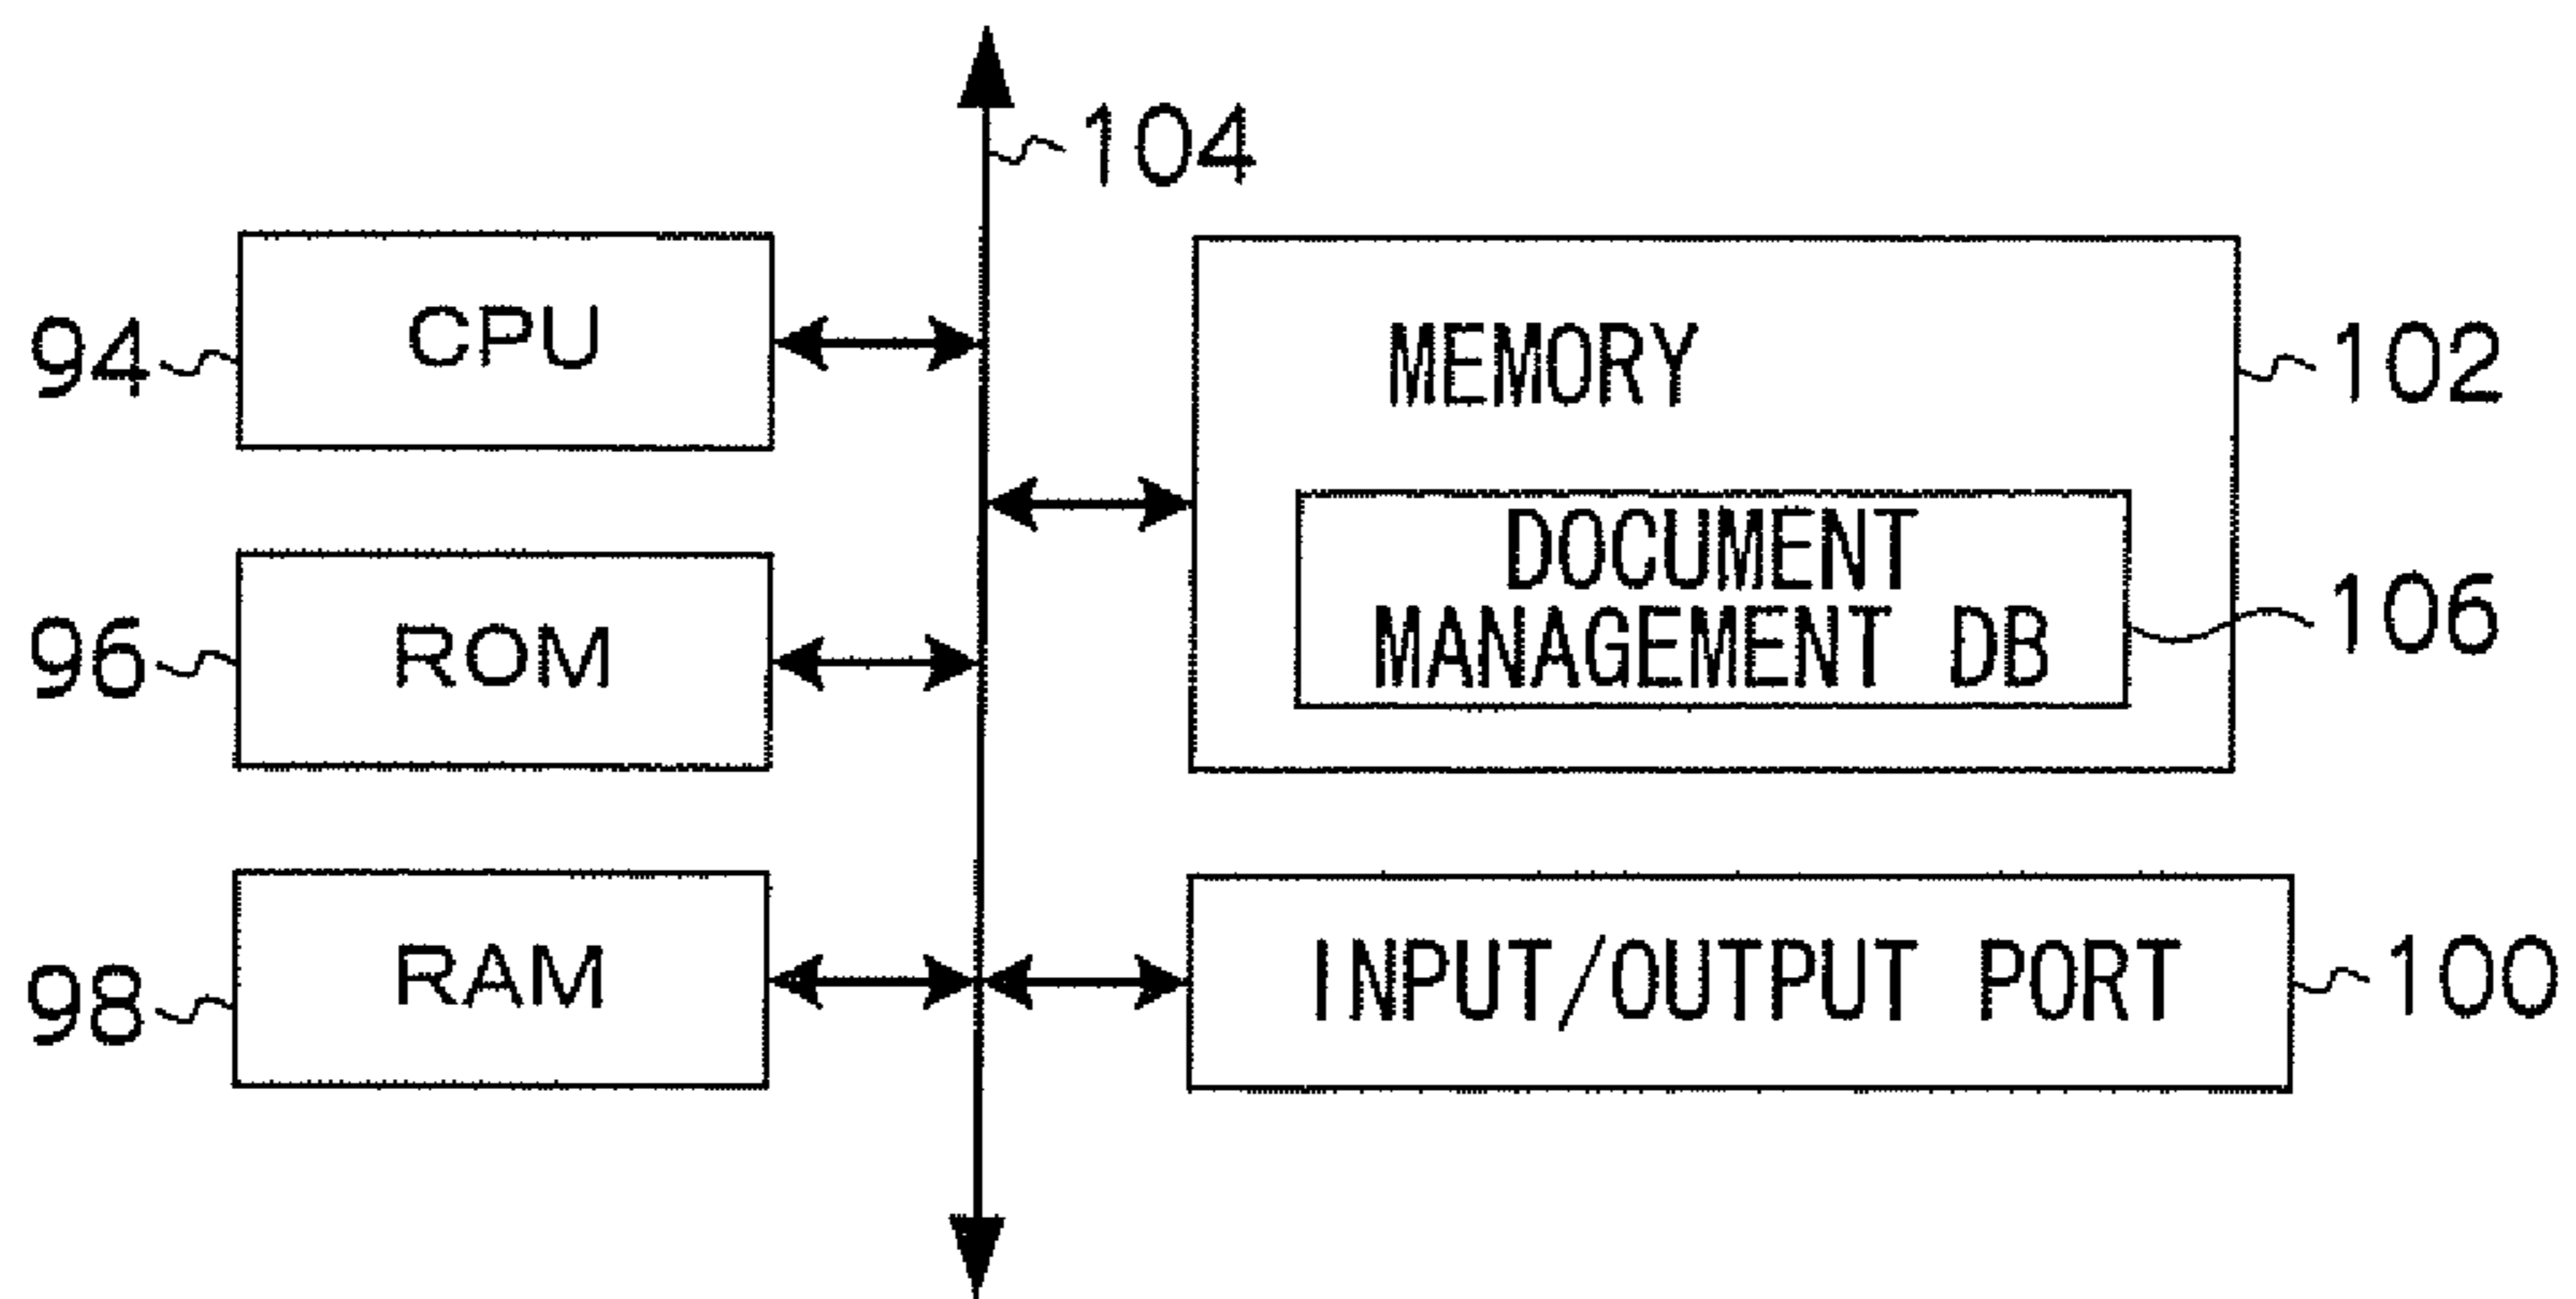 104
CPU
94
MEMORY
102
DOCUMENT
MANAGEMENT DB
106
ROM
96
RAM
98
INPUT/OUTPUT PORT
100